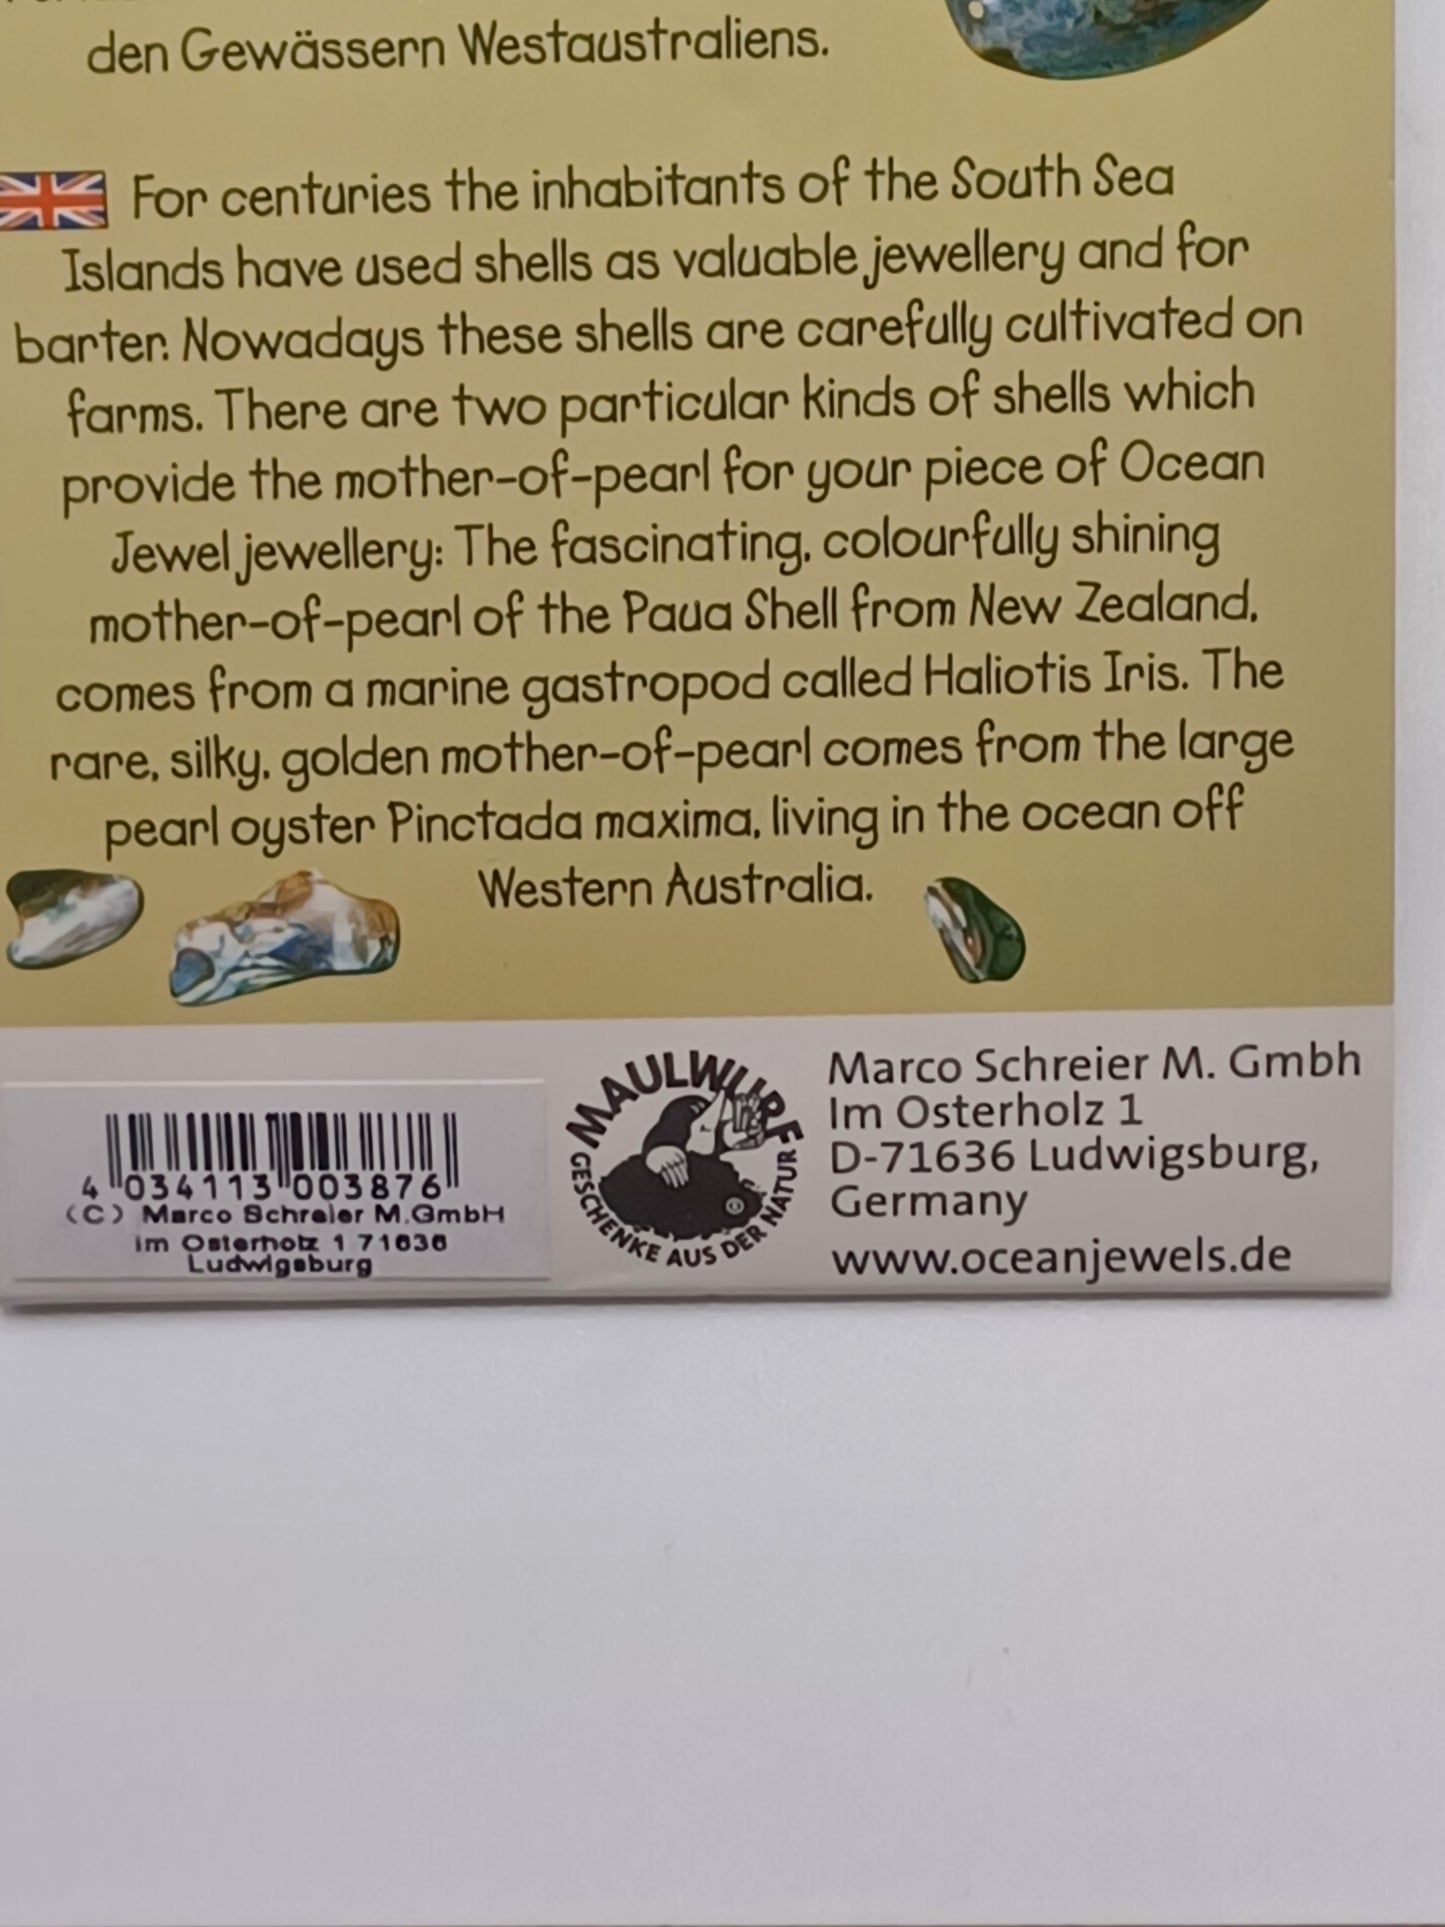 den Gewässern Westaustraliens.
For centuries the inhabitants of the South Sea
Islands have used shells as valuable jewellery and for
barter. Nowadays these shells are carefully cultivated on
farms. There are two particular kinds of shells which
provide the mother-of-pearl for your piece of Ocean
Jewel jewellery: The fascinating, colourfully shining
mother-of-pearl of the Paua Shell from New Zealand,
comes from a marine gastropod called Haliotis Iris. The
rare, silky, golden mother-of-pearl comes from the large
pearl oyster Pinctada maxima, living in the ocean off
Western Australia.
4 034113 003876
(C) Marco Schreier M.GmbH
im Osterholz 1 71636
Ludwigsburg
MAULWURF
GESCHENKE AUS DER NATUR
Marco Schreier M. Gmbh
Im Osterholz 1
D-71636 Ludwigsburg,
Germany
www.oceanjewels.de